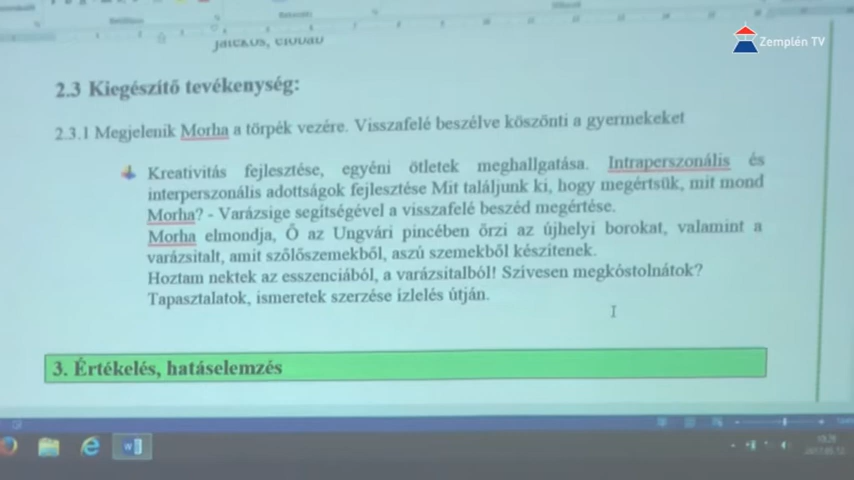 Zemplén TV
játékos, élődab
2.3 Kiegészítő tevékenység:
2.3.1 Megjelenik Morha a törpék vezére. Visszafelé beszélve köszönti a gyermekeket
Kreativitás fejlesztése, egyéni ötletek meghallgatása. Intraperszonális és
interperszonális adottságok fejlesztése Mit találjunk ki, hogy megértsük, mit mond
Morha? - Varázsige segítségével a visszafelé beszéd megértése.
Morha elmondja, Ő az Ungvári pincében őrzi az újhelyi borokat, valamint a
varázsitalt, amit szőlőszemekből, aszú szemekből készítenek.
Hoztam nektek az esszenciából, a varázsitalból! Szívesen megkóstolnátok?
Tapasztalatok, ismeretek szerzése ízlelés útján.
3. Értékelés, hatáselemzés